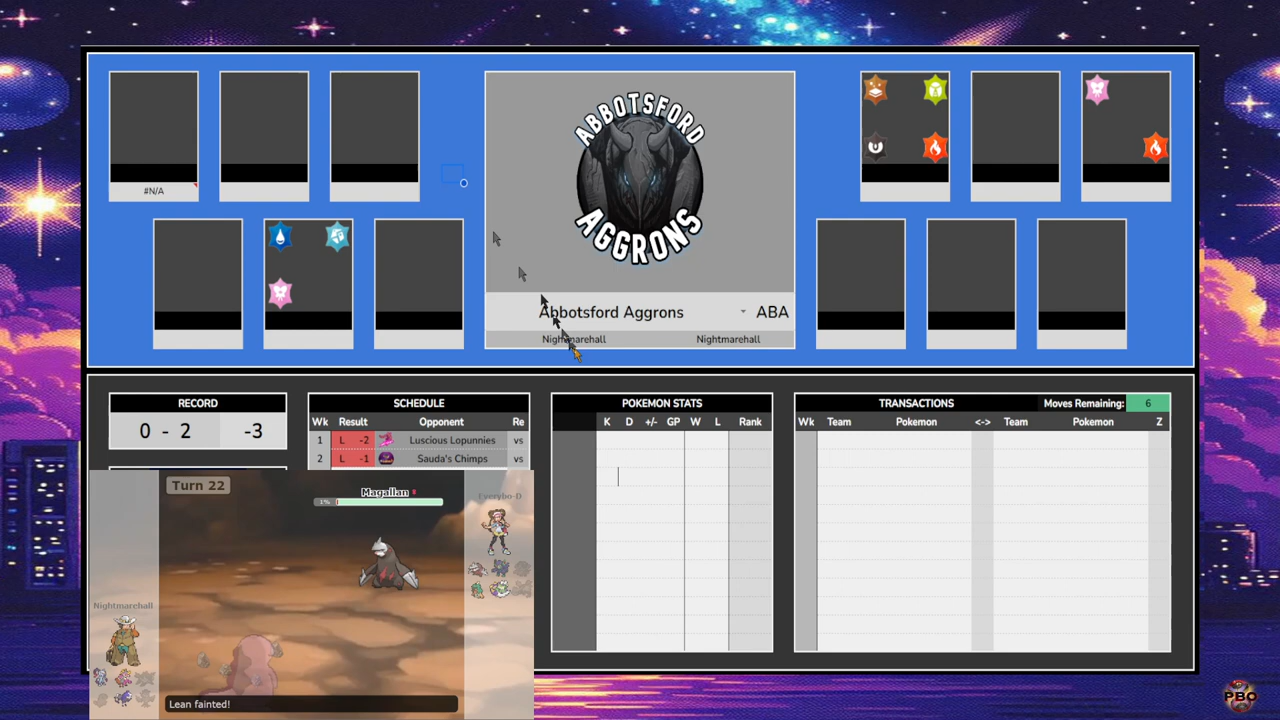 #N/A
ABBOTSFORD
AGGRONS
Abbotsford Aggrons
ABA
Nightmarehall
Nightmarehall
RECORD
0 - 2
-3
SCHEDULE
Wk Result Opponent Re
1 L -2 Luscious Lopunnies vs
2 L -1 Sauda's Chimps vs
POKEMON STATS
K D +/- GP W L Rank
TRANSACTIONS
Moves Remaining: 6
Wk Team Pokemon <-> Team Pokemon Z
Turn 22
Magallan
1%
Everybo-D
Nightmarehall
Lean fainted!
PBO